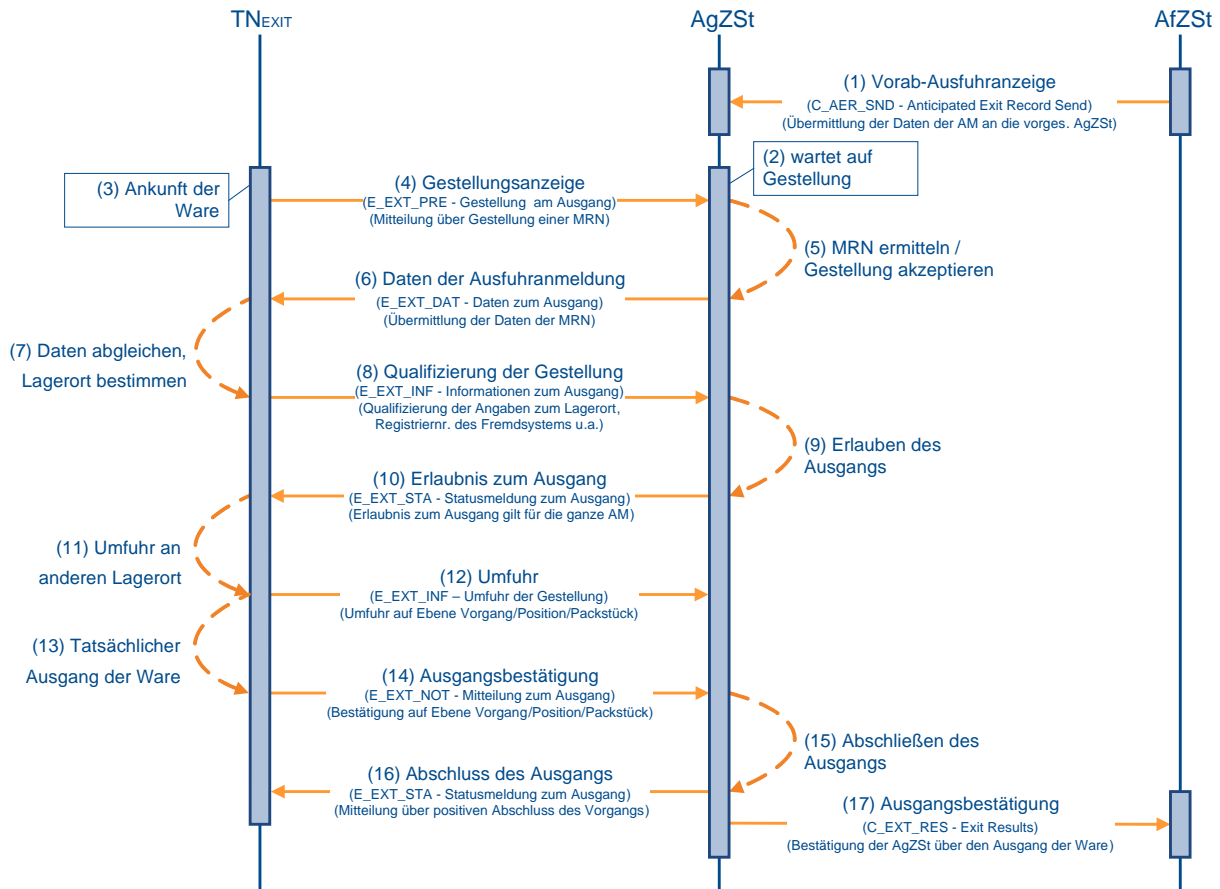 TNEXIT
AgZSt
AfZSt
(1) Vorab-Ausfuhranzeige
(C_AER_SND - Anticipated Exit Record Send)
(Übermittlung der Daten der AM an die vorges. AgZSt)
(2) wartet auf
Gestellung
(3) Ankunft der
Ware
(4) Gestellungsanzeige
(E_EXT_PRE - Gestellung am Ausgang)
(Mitteilung über Gestellung einer MRN)
(5) MRN ermitteln /
Gestellung akzeptieren
(6) Daten der Ausfuhranmeldung
(E_EXT_DAT - Daten zum Ausgang)
(Übermittlung der Daten der MRN)
(7) Daten abgleichen,
Lagerort bestimmen
(8) Qualifizierung der Gestellung
(E_EXT_INF - Informationen zum Ausgang)
(Qualifizierung der Angaben zum Lagerort,
Registriernr. des Fremdsystems u.a.)
(9) Erlauben des
Ausgangs
(10) Erlaubnis zum Ausgang
(E_EXT_STA - Statusmeldung zum Ausgang)
(Erlaubnis zum Ausgang gilt für die ganze AM)
(11) Umfuhr an
anderen Lagerort
(12) Umfuhr
(E_EXT_INF – Umfuhr der Gestellung)
(Umfuhr auf Ebene Vorgang/Position/Packstück)
(13) Tatsächlicher
Ausgang der Ware
(14) Ausgangsbestätigung
(E_EXT_NOT - Mitteilung zum Ausgang)
(Bestätigung auf Ebene Vorgang/Position/Packstück)
(15) Abschließen des
Ausgangs
(16) Abschluss des Ausgangs
(E_EXT_STA - Statusmeldung zum Ausgang)
(Mitteilung über positiven Abschluss des Vorgangs)
(17) Ausgangsbestätigung
(C_EXT_RES - Exit Results)
(Bestätigung der AgZSt über den Ausgang der Ware)